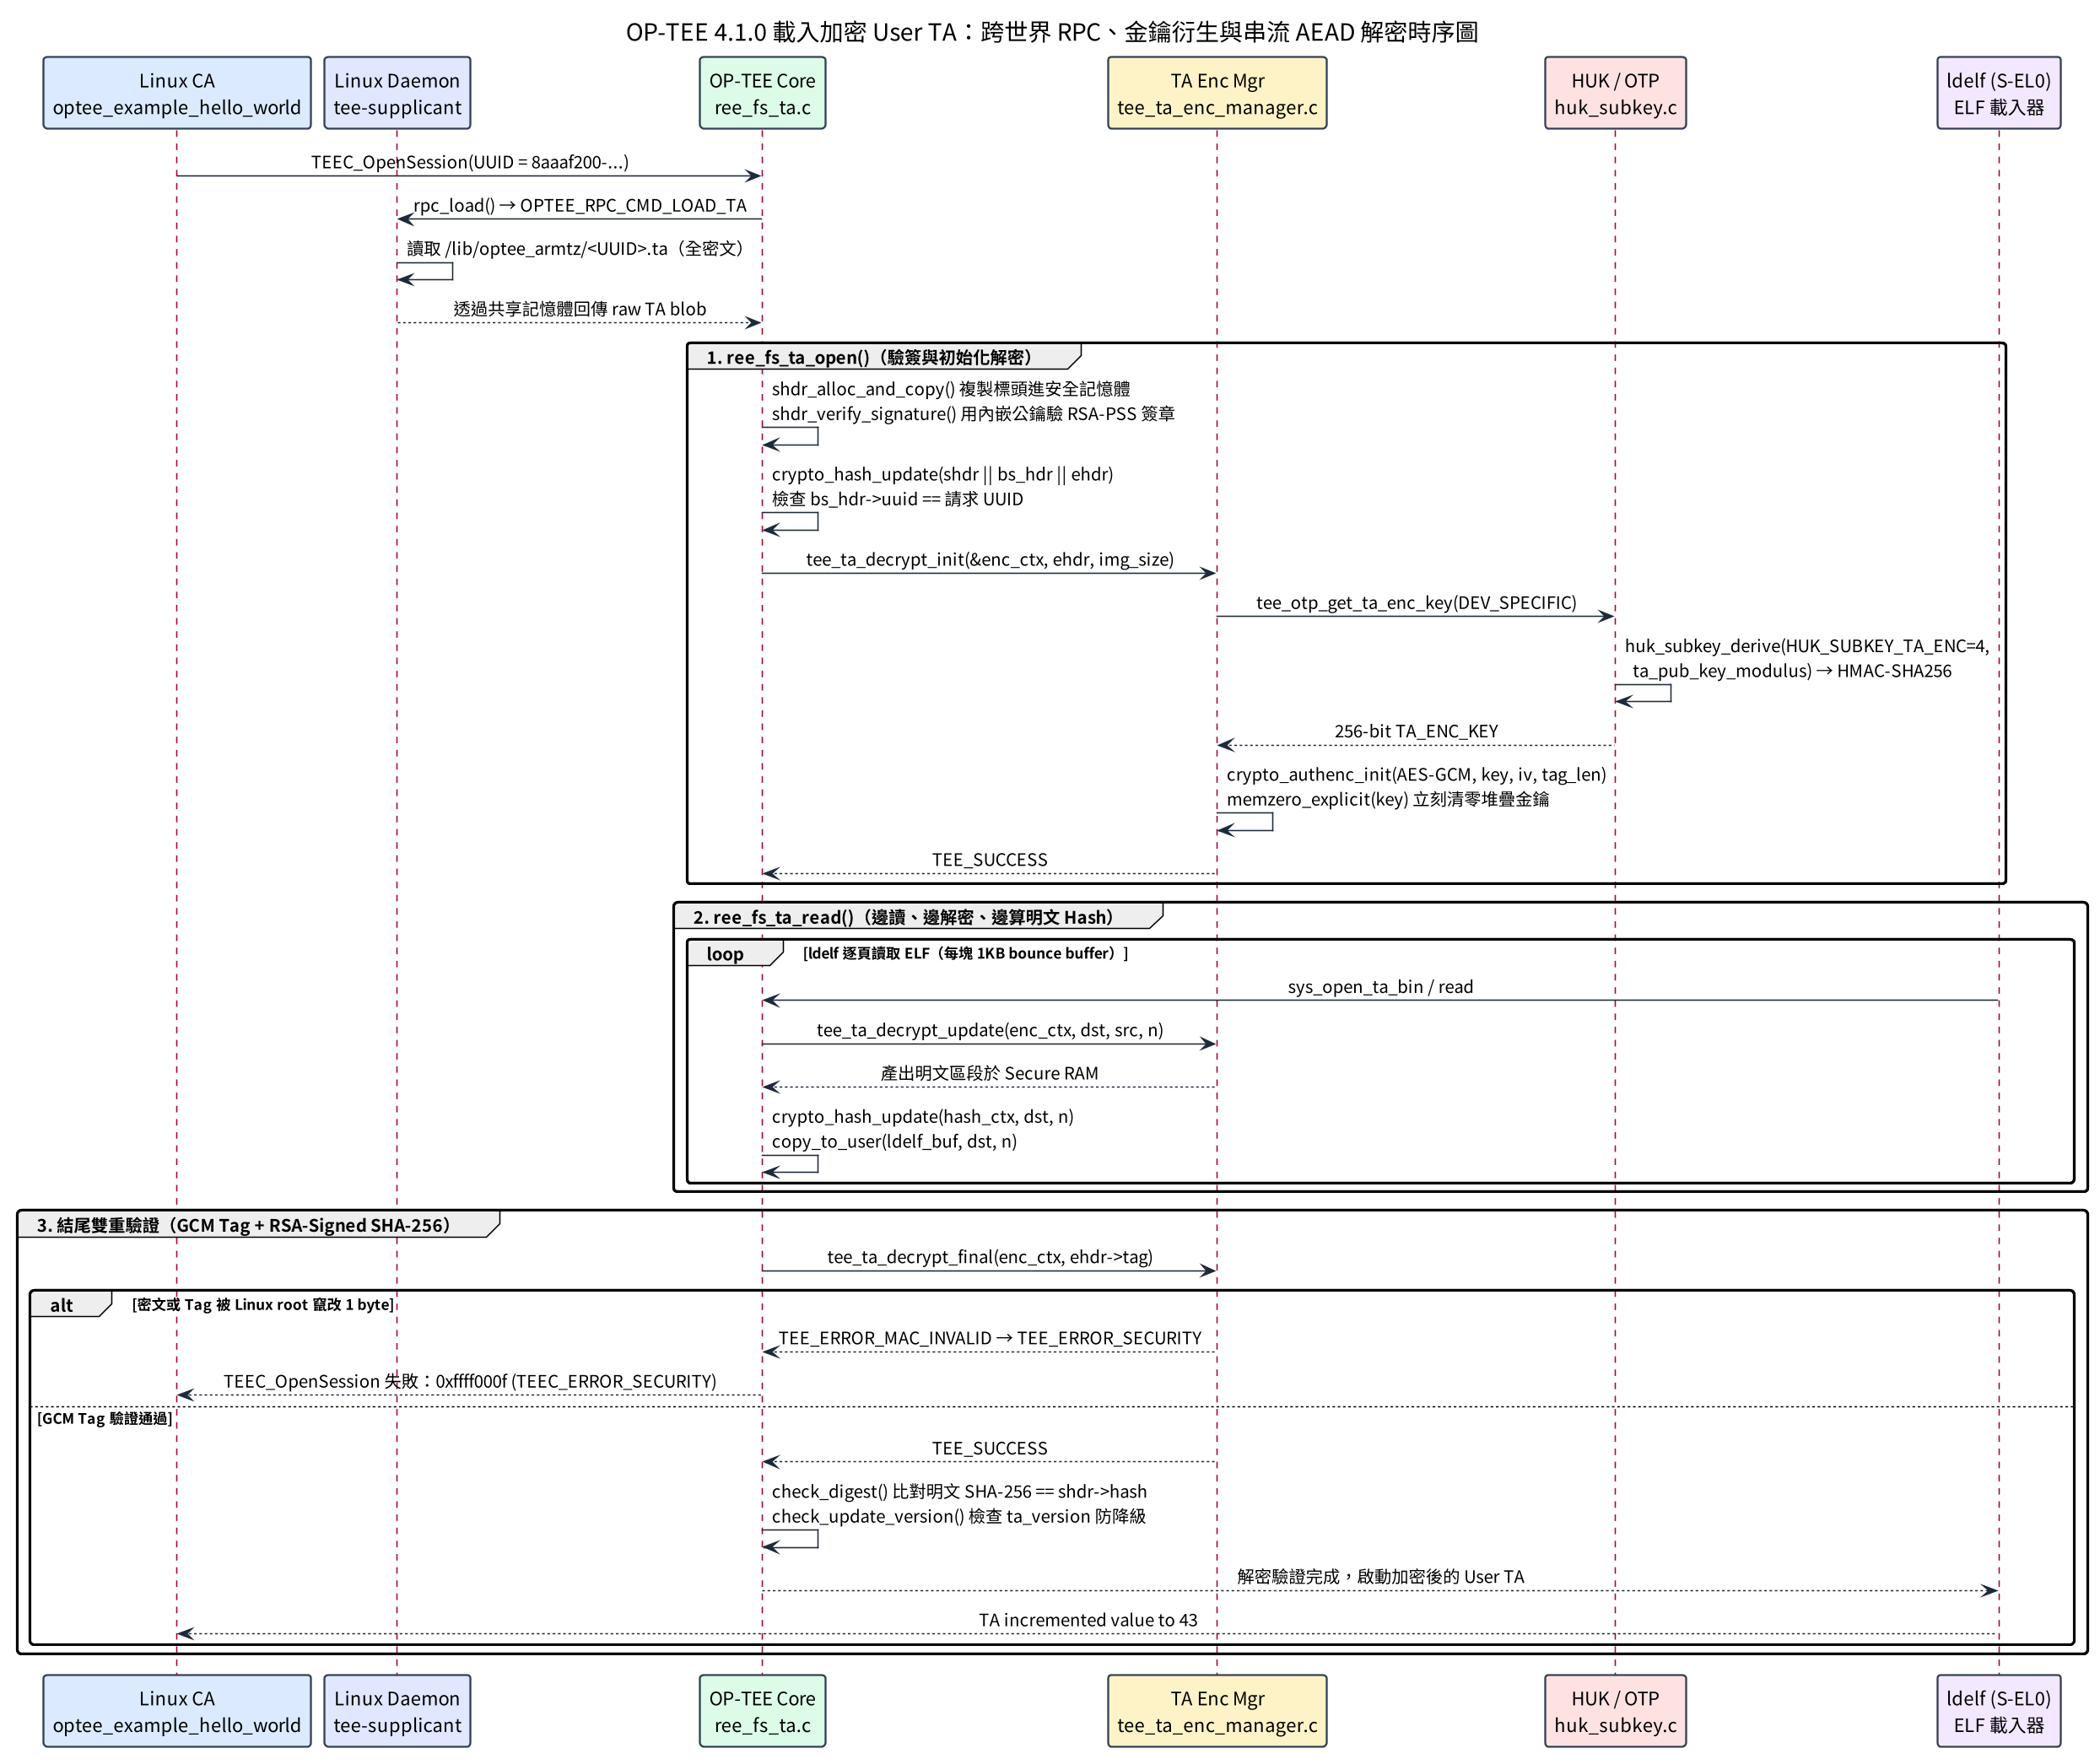 OP-TEE 4.1.0 載入加密 User TA：跨世界 RPC、金鑰衍生與串流 AEAD 解密時序圖
Linux CA
optee_example_hello_world
Linux Daemon
tee-supplicant
OP-TEE Core
ree_fs_ta.c
TA Enc Mgr
tee_ta_enc_manager.c
HUK / OTP
huk_subkey.c
ldelf (S-EL0)
ELF 載入器
TEEC_OpenSession(UUID = 8aaaf200-...)
rpc_load() → OPTEE_RPC_CMD_LOAD_TA
讀取 /lib/optee_armtz/<UUID>.ta（全密文）
透過共享記憶體回傳 raw TA blob
1. ree_fs_ta_open()（驗簽與初始化解密）
shdr_alloc_and_copy() 複製標頭進安全記憶體
shdr_verify_signature() 用內嵌公鑰驗 RSA-PSS 簽章
crypto_hash_update(shdr || bs_hdr || ehdr)
檢查 bs_hdr->uuid == 請求 UUID
tee_ta_decrypt_init(&enc_ctx, ehdr, img_size)
tee_otp_get_ta_enc_key(DEV_SPECIFIC)
huk_subkey_derive(HUK_SUBKEY_TA_ENC=4,
ta_pub_key_modulus) → HMAC-SHA256
256-bit TA_ENC_KEY
crypto_authenc_init(AES-GCM, key, iv, tag_len)
memzero_explicit(key) 立刻清零堆疊金鑰
TEE_SUCCESS
2. ree_fs_ta_read()（邊讀、邊解密、邊算明文 Hash）
loop [ldelf 逐頁讀取 ELF（每塊 1KB bounce buffer）]
sys_open_ta_bin / read
tee_ta_decrypt_update(enc_ctx, dst, src, n)
產出明文區段於 Secure RAM
crypto_hash_update(hash_ctx, dst, n)
copy_to_user(ldelf_buf, dst, n)
3. 結尾雙重驗證（GCM Tag + RSA-Signed SHA-256）
tee_ta_decrypt_final(enc_ctx, ehdr->tag)
alt [密文或 Tag 被 Linux root 竄改 1 byte]
TEE_ERROR_MAC_INVALID → TEE_ERROR_SECURITY
TEEC_OpenSession 失敗：0xffff000f (TEEC_ERROR_SECURITY)
[GCM Tag 驗證通過]
TEE_SUCCESS
check_digest() 比對明文 SHA-256 == shdr->hash
check_update_version() 檢查 ta_version 防降級
解密驗證完成，啟動加密後的 User TA
TA incremented value to 43
Linux CA
optee_example_hello_world
Linux Daemon
tee-supplicant
OP-TEE Core
ree_fs_ta.c
TA Enc Mgr
tee_ta_enc_manager.c
HUK / OTP
huk_subkey.c
ldelf (S-EL0)
ELF 載入器